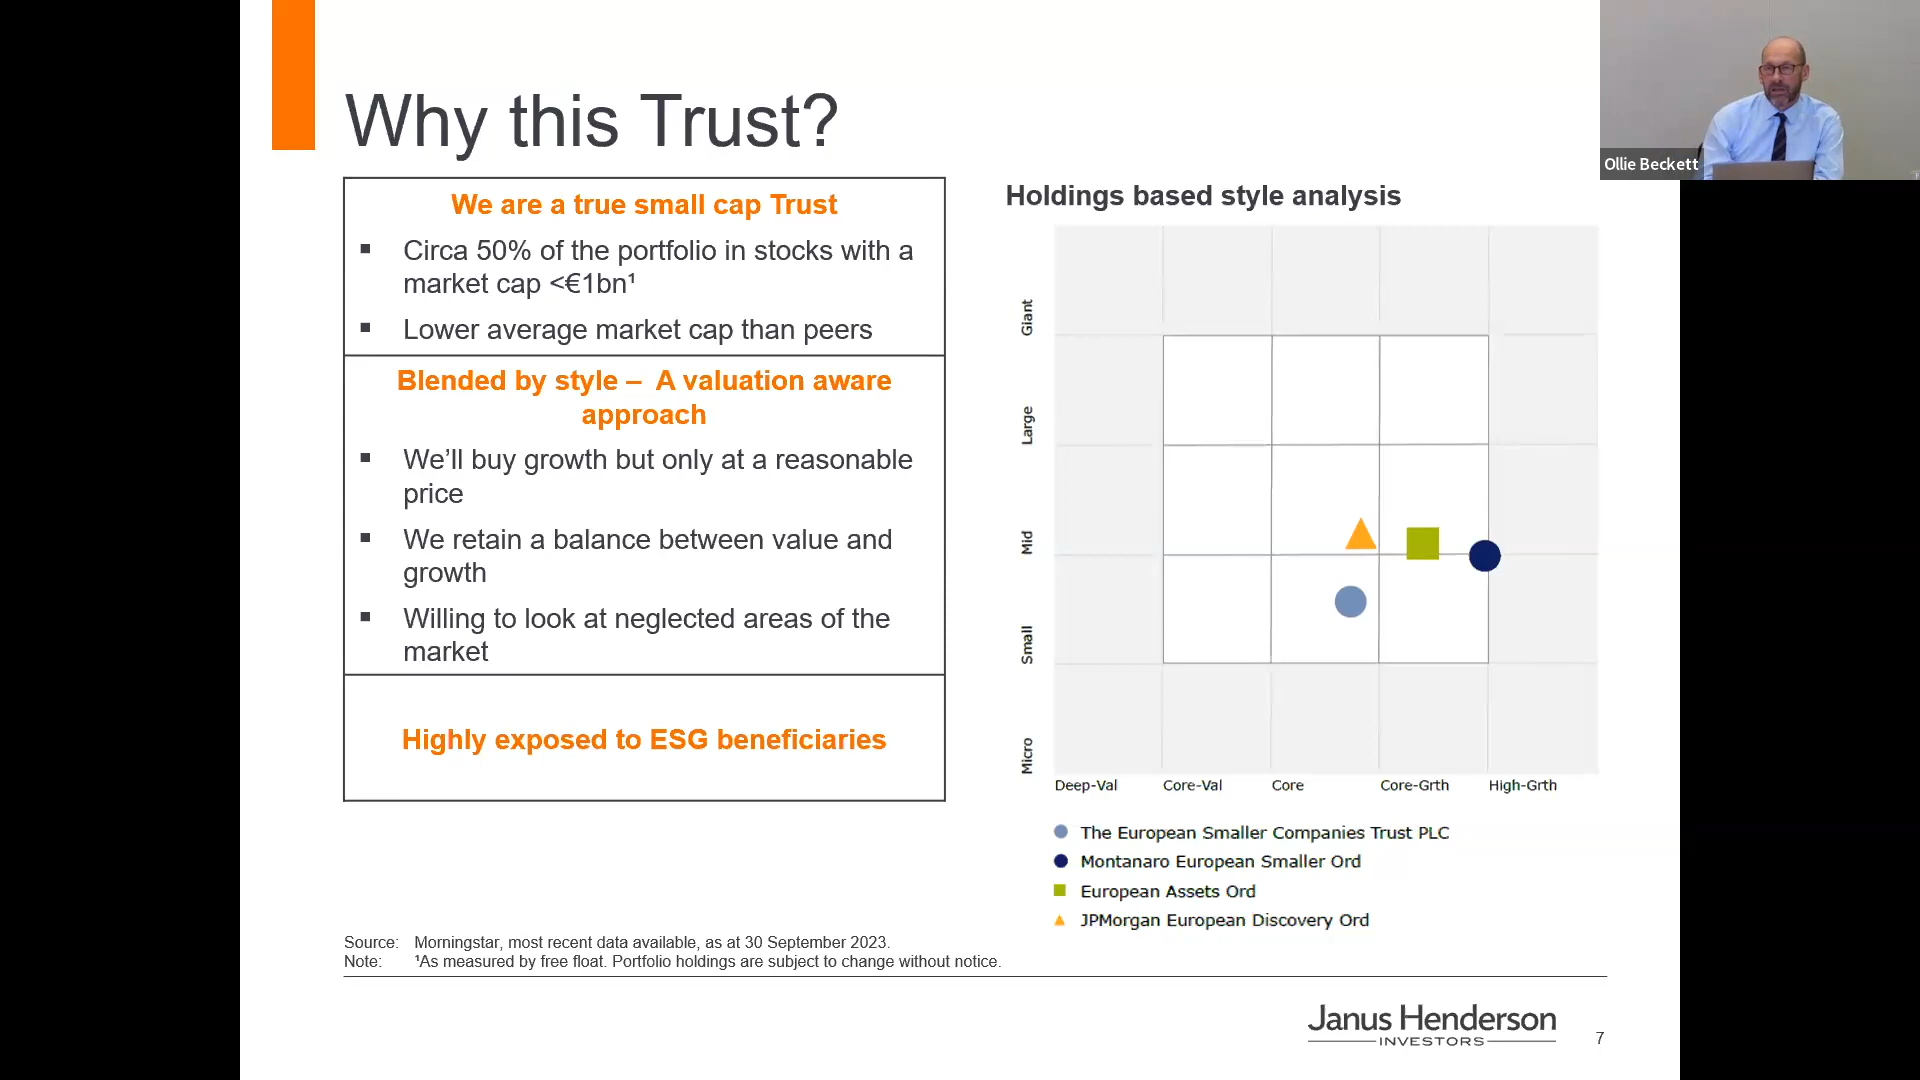 Why this Trust?
Ollie Beckett
We are a true small cap Trust
▪ Circa 50% of the portfolio in stocks with a
market cap <€1bn¹
▪ Lower average market cap than peers
Blended by style – A valuation aware
approach
▪ We’ll buy growth but only at a reasonable
price
▪ We retain a balance between value and
growth
▪ Willing to look at neglected areas of the
market
Highly exposed to ESG beneficiaries
Holdings based style analysis
Giant
Large
Mid
Small
Micro
Deep-Val Core-Val Core Core-Grth High-Grth
The European Smaller Companies Trust PLC
Montanaro European Smaller Ord
European Assets Ord
JPMorgan European Discovery Ord
Source: Morningstar, most recent data available, as at 30 September 2023.
Note: ¹As measured by free float. Portfolio holdings are subject to change without notice.
Janus Henderson
INVESTORS
7